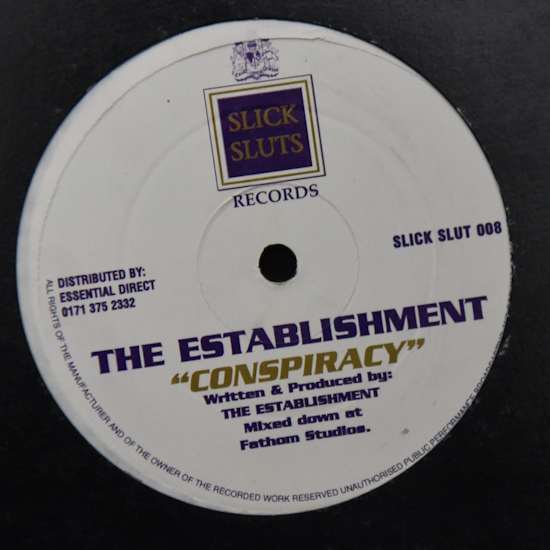 SLICK
SLUTS
RECORDS
SLICK SLUT 008
DISTRIBUTED BY:
ESSENTIAL DIRECT
0171 375 2332
THE ESTABLISHMENT
"CONSPIRACY"
Written & Produced by:
THE ESTABLISHMENT
Mixed down at
Fathom Studios.
ALL RIGHTS OF THE MANUFACTURER AND OF THE OWNER OF THE RECORDED WORK RESERVED UNAUTHORISED PUBLIC PERFORMANCE